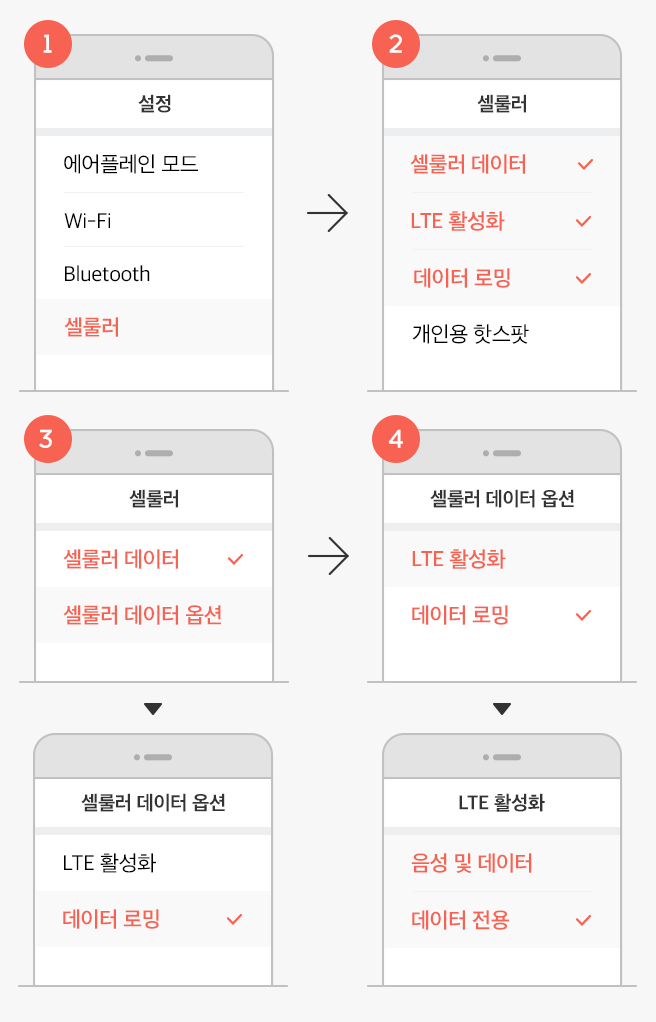 1
설정
에어플레인 모드
Wi-Fi
Bluetooth
셀룰러
2
셀룰러
셀룰러 데이터
LTE 활성화
데이터 로밍
개인용 핫스팟
3
셀룰러
셀룰러 데이터
셀룰러 데이터 옵션
4
셀룰러 데이터 옵션
LTE 활성화
데이터 로밍
셀룰러 데이터 옵션
LTE 활성화
데이터 로밍
LTE 활성화
음성 및 데이터
데이터 전용